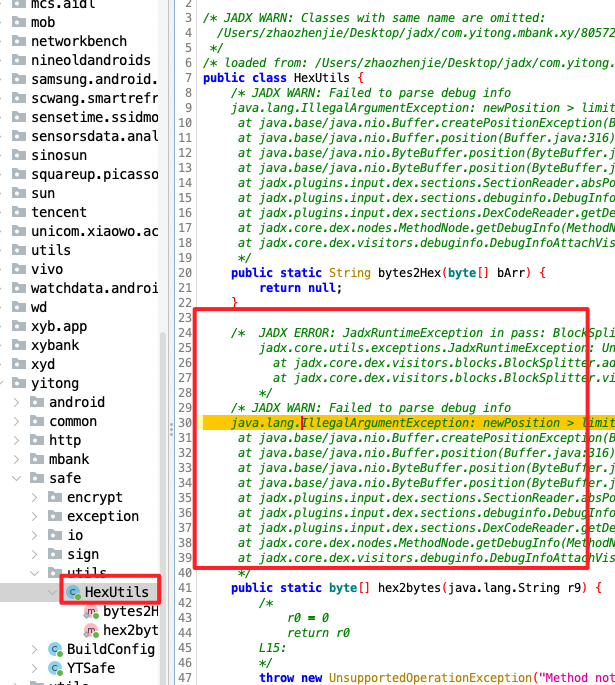 mcs.aidl
mob
networkbench
nineoldandroids
samsung.android.
scwang.smartrefr
sensetime.ssidmo
sensorsdata.anal
sinosun
squareup.picasso
sun
tencent
unicom.xiaowo.ac
utils
vivo
watchdata.androi
wd
xyb.app
xybank
xyd
yitong
android
common
http
mbank
safe
encrypt
exception
io
sign
utils
HexUtils
bytes2H
hex2byt
BuildConfig
YTSafe
2
3 /* JADX WARN: Classes with same name are omitted:
4 /Users/zhaozhenjie/Desktop/jadx/com.yitong.mbank.xy/80572
5 */
6 /* loaded from: /Users/zhaozhenjie/Desktop/jadx/com.yitong.
7 public class HexUtils {
8 /* JADX WARN: Failed to parse debug info
9 java.lang.IllegalArgumentException: newPosition > limit
10 at java.base/java.nio.Buffer.createPositionException(B
11 at java.base/java.nio.Buffer.position(Buffer.java:316)
12 at java.base/java.nio.ByteBuffer.position(ByteBuffer.j
13 at java.base/java.nio.ByteBuffer.position(ByteBuffer.j
14 at jadx.plugins.input.dex.sections.SectionReader.absPo
15 at jadx.plugins.input.dex.sections.debuginfo.DebugInfo
16 at jadx.plugins.input.dex.sections.DexCodeReader.getDe
17 at jadx.core.dex.nodes.MethodNode.getDebugInfo(MethodN
18 at jadx.core.dex.visitors.debuginfo.DebugInfoAttachVis
19 */
20 public static String bytes2Hex(byte[] bArr) {
21 return null;
22 }
23
24 /* JADX ERROR: JadxRuntimeException in pass: BlockSplit
25 jadx.core.utils.exceptions.JadxRuntimeException: Un
26 at jadx.core.dex.visitors.blocks.BlockSplitter.ad
27 at jadx.core.dex.visitors.blocks.BlockSplitter.vi
28 */
29 /* JADX WARN: Failed to parse debug info
30 java.lang.IllegalArgumentException: newPosition > limit
31 at java.base/java.nio.Buffer.createPositionException(B
32 at java.base/java.nio.Buffer.position(Buffer.java:316)
33 at java.base/java.nio.ByteBuffer.position(ByteBuffer.j
34 at java.base/java.nio.ByteBuffer.position(ByteBuffer.j
35 at jadx.plugins.input.dex.sections.SectionReader.absPo
36 at jadx.plugins.input.dex.sections.debuginfo.DebugInfo
37 at jadx.plugins.input.dex.sections.DexCodeReader.getDe
38 at jadx.core.dex.nodes.MethodNode.getDebugInfo(MethodN
39 at jadx.core.dex.visitors.debuginfo.DebugInfoAttachVis
40 */
41 public static byte[] hex2bytes(java.lang.String r9) {
42 /*
43 r0 = 0
44 return r0
45 L15:
46 */
47 throw new UnsupportedOperationException("Method not